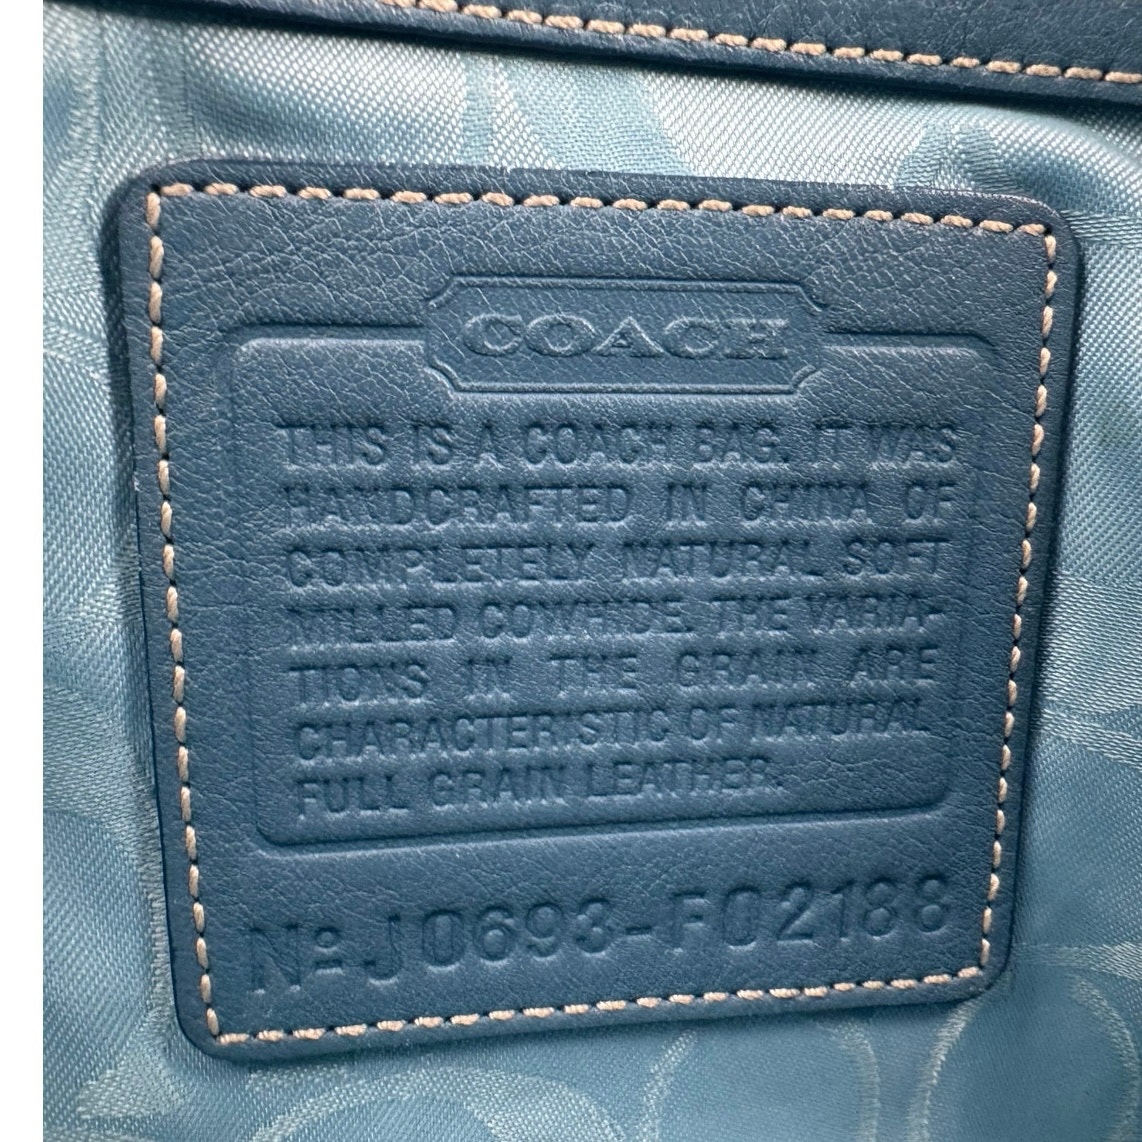 COACH
THIS IS A COACH BAG. IT WAS
HANDCRAFTED IN CHINA OF
COMPLETELY NATURAL SOFT
MILLED COWHIDE. THE VARIA-
TIONS IN THE GRAIN ARE
CHARACTERISTIC OF NATURAL
FULL GRAIN LEATHER.
Nº J0693-F02188